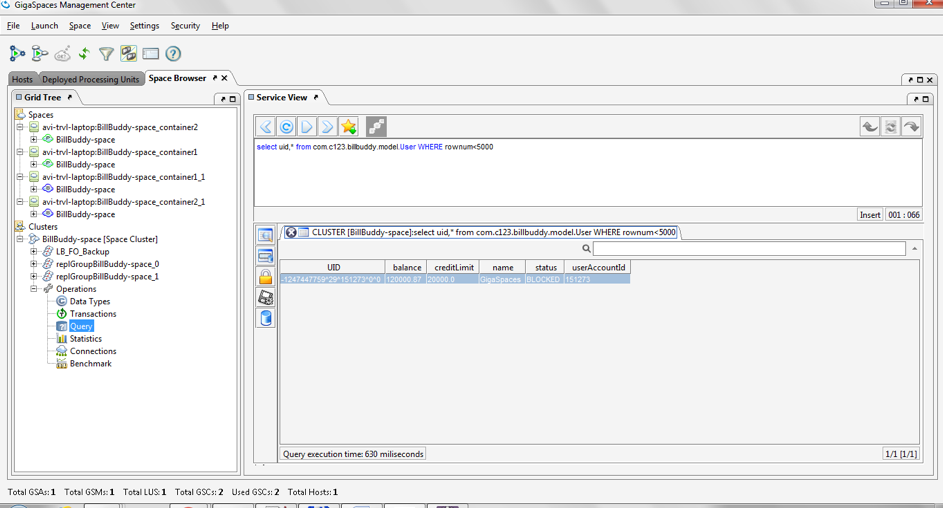 GigaSpaces Management Center
File Launch Space View Settings Security Help
Hosts Deployed Processing Units Space Browser
Grid Tree
Service View
Spaces
avi-trvl-laptop:BillBuddy-space_container2
BillBuddy-space
avi-trvl-laptop:BillBuddy-space_container1
BillBuddy-space
avi-trvl-laptop:BillBuddy-space_container1_1
BillBuddy-space
avi-trvl-laptop:BillBuddy-space_container2_1
BillBuddy-space
Clusters
BillBuddy-space [Space Cluster]
LB_FO_Backup
replGroupBillBuddy-space_0
replGroupBillBuddy-space_1
Operations
Data Types
Transactions
Query
Statistics
Connections
Benchmark
select uid,* from com.c123.billbuddy.model.User WHERE rownum<5000
Insert 001 : 066
CLUSTER [BillBuddy-space]:select uid,* from com.c123.billbuddy.model.User WHERE rownum<5000
UID balance creditLimit name status userAccountId
-1247447759^29^151273^0^0 120000.87 20000.0 GigaSpaces BLOCKED 151273
Query execution time: 630 miliseconds
1/1 [1/1]
Total GSAs: 1 Total GSMs: 1 Total LUS: 1 Total GSCs: 2 Used GSCs: 2 Total Hosts: 1